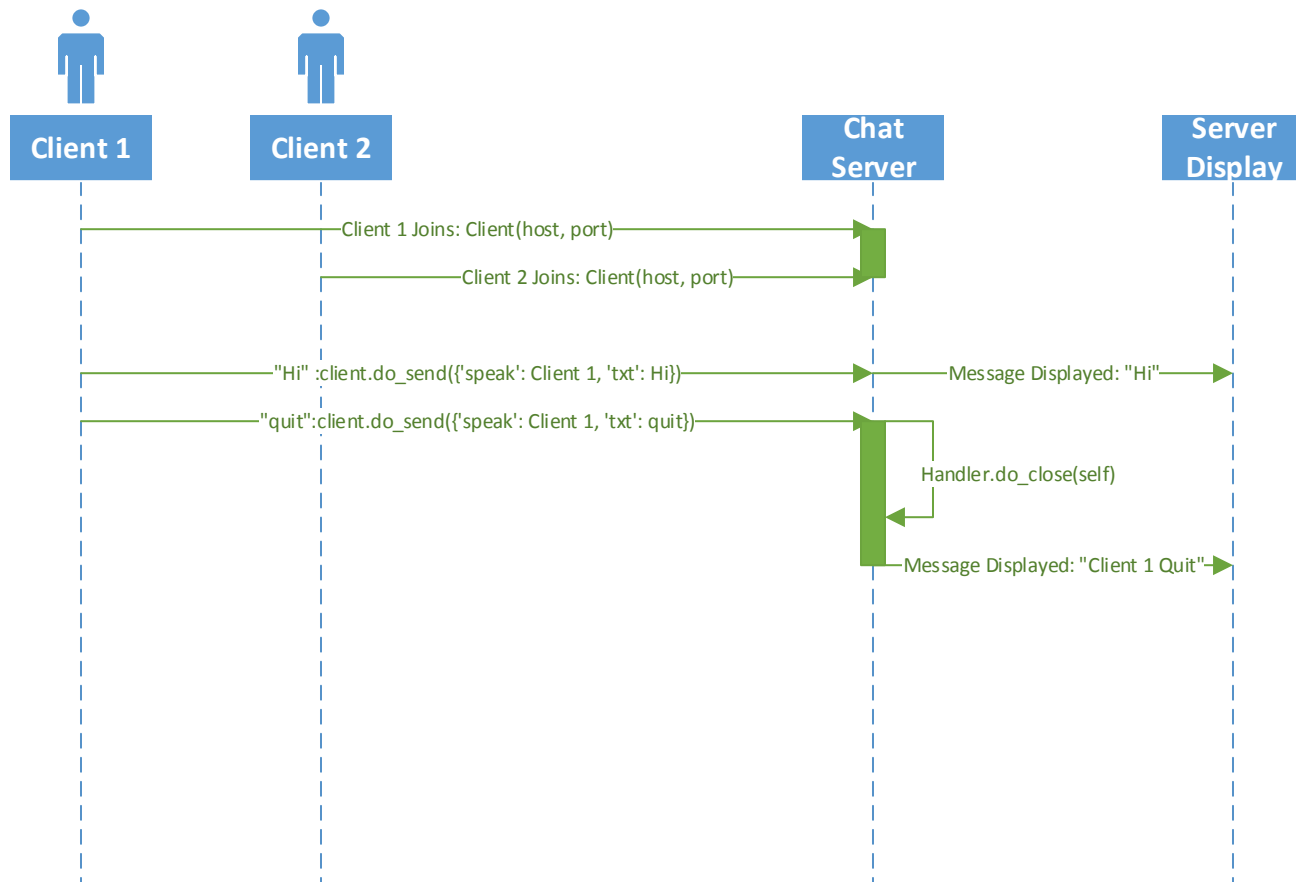 Client 1
Client 2
Chat
Server
Server
Display
Client 1 Joins: Client(host, port)
Client 2 Joins: Client(host, port)
"Hi" :client.do_send({'speak': Client 1, 'txt': Hi})
Message Displayed: "Hi"
"quit":client.do_send({'speak': Client 1, 'txt': quit})
Handler.do_close(self)
Message Displayed: "Client 1 Quit"